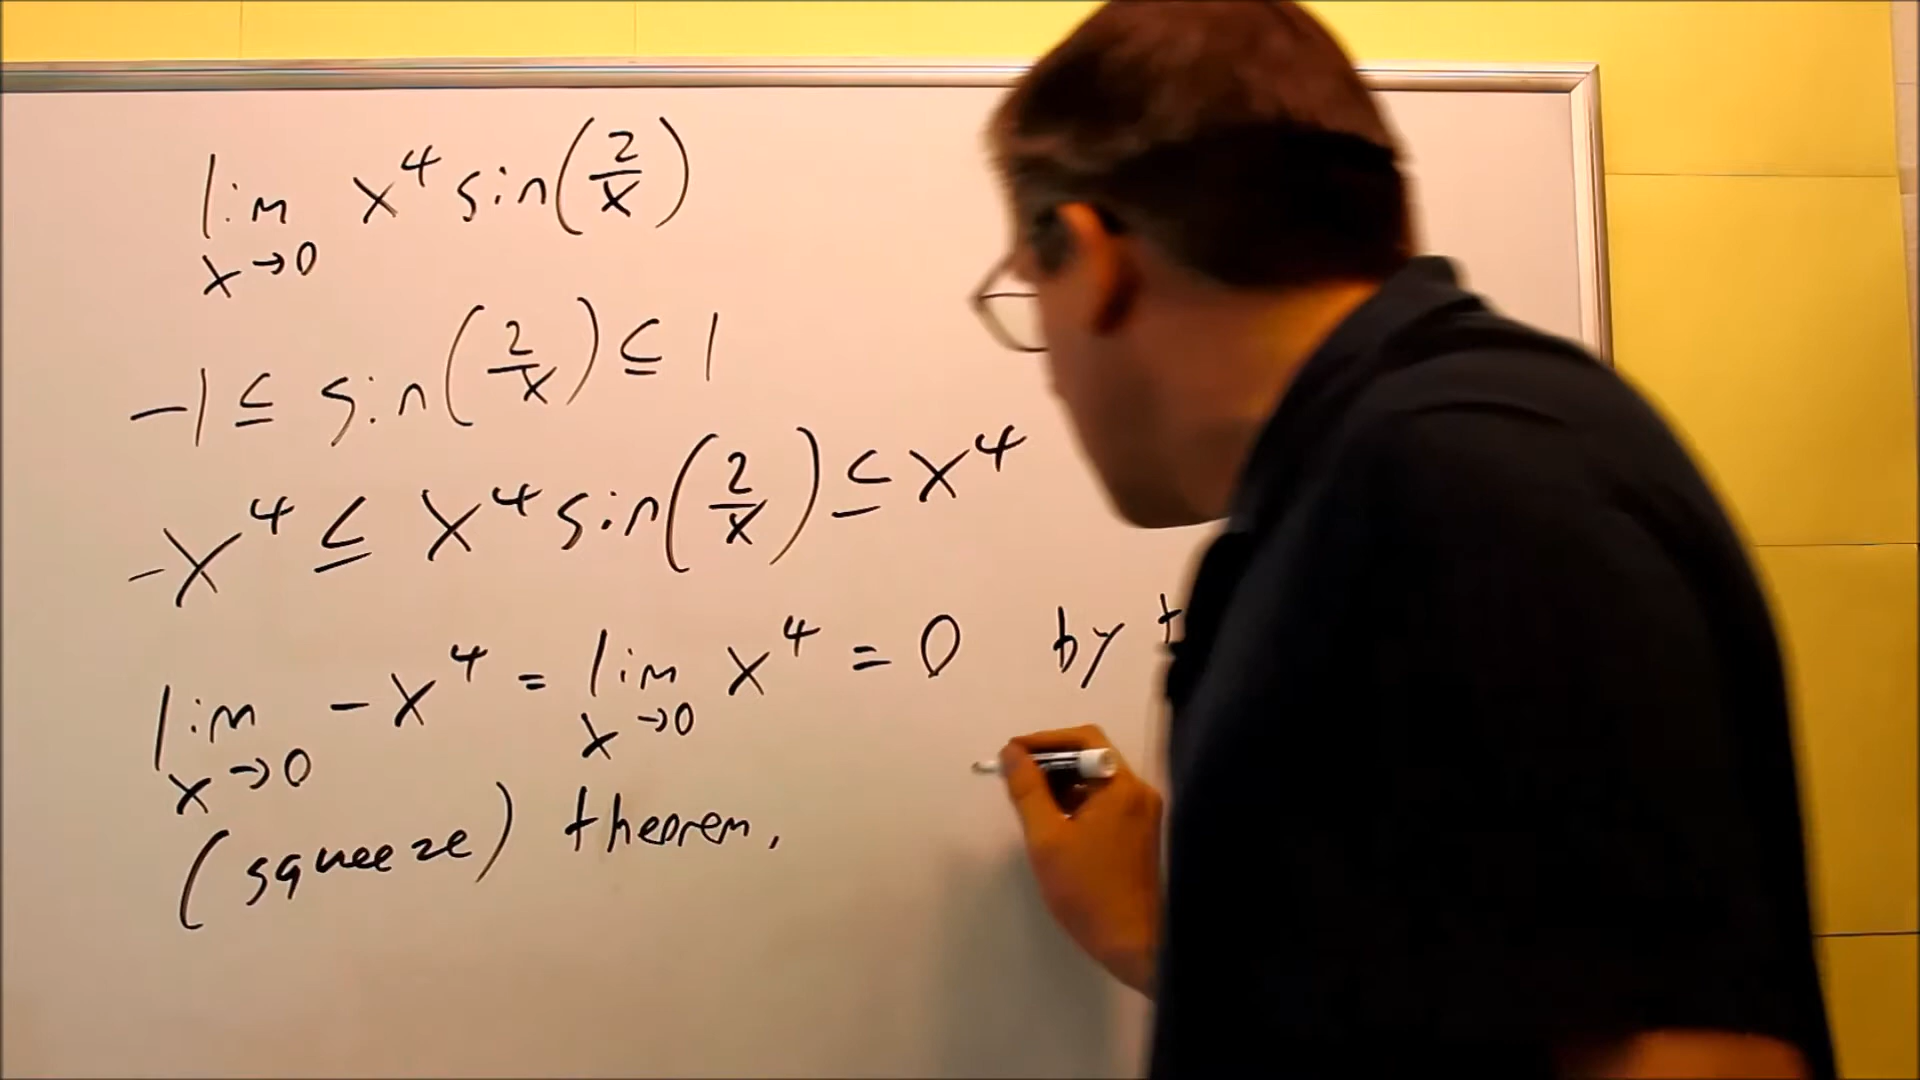 lim x⁴ sin(2/x)
x→0
-1 ≤ sin(2/x) ≤ 1
-x⁴ ≤ x⁴ sin(2/x) ≤ x⁴
lim -x⁴ = lim x⁴ = 0 by
x→0 x→0
(squeeze) theorem.